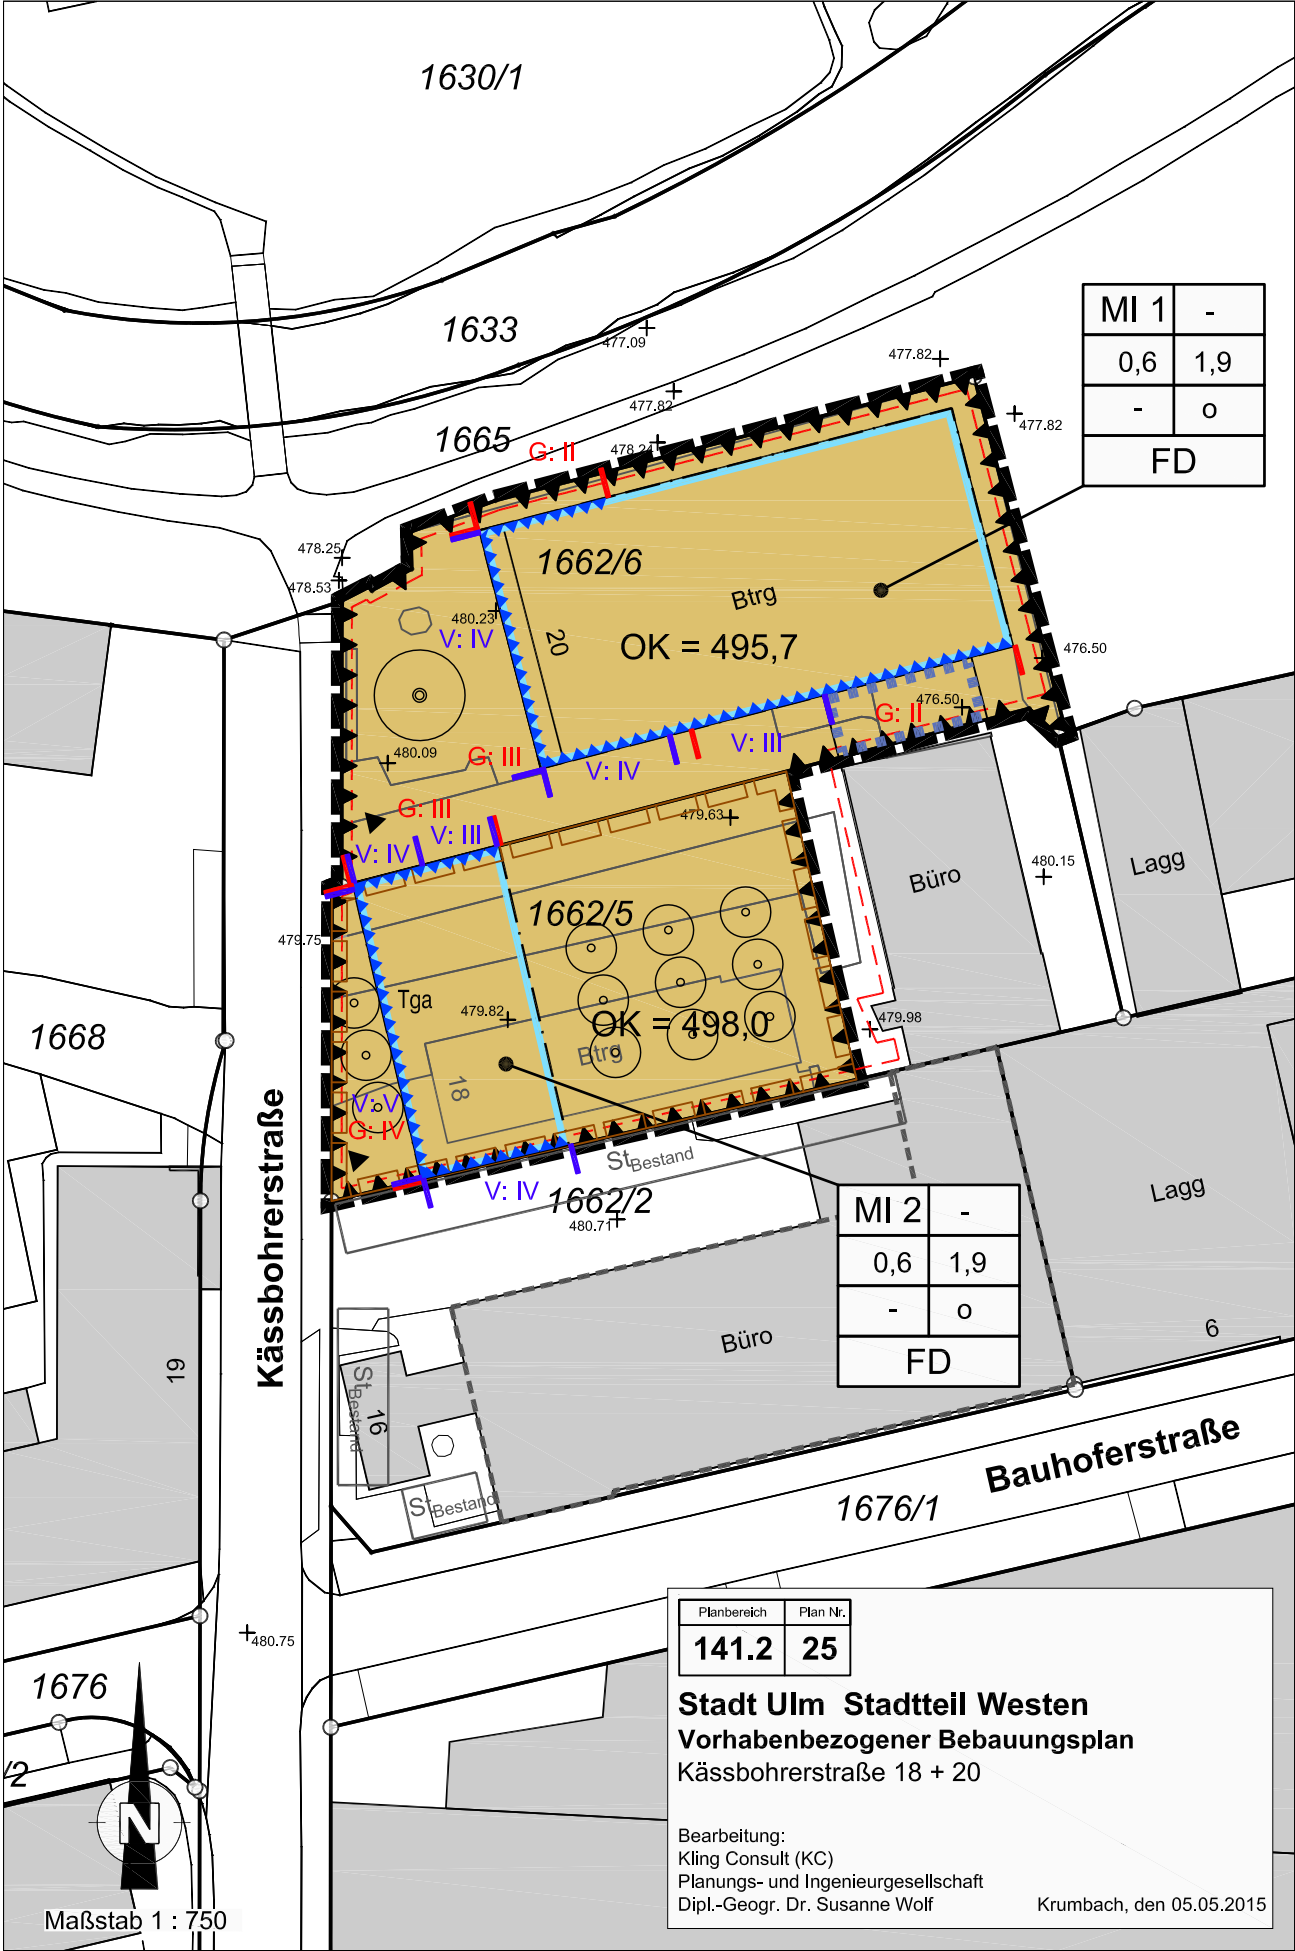 1630/1
1633
477.09
MI 1 -
0,6 1,9
- o
FD
477.82
477.82
477.82
1665
G: II
478.24
478.25
478.53
1662/6
Btrg
480.23
V: IV
20
OK = 495,7
476.50
476.50
G: II
480.09
G: III
V: III
V: IV
G: III
V: III
V: IV
479.63
Büro
480.15
Lagg
1662/5
479.75
Tga
479.82
OK = 498,0
479.98
Btrg
18
1668
V: V
G: IV
StBestand
V: IV
1662/2
480.71
Lagg
MI 2 -
0,6 1,9
- o
FD
Kässbohrerstraße
19
Büro
6
StBestand
16
StBestand
Bauhoferstraße
1676/1
480.75
1676
/2
N
Maßstab 1 : 750
Planbereich Plan Nr.
141.2 25
Stadt Ulm Stadtteil Westen
Vorhabenbezogener Bebauungsplan
Kässbohrerstraße 18 + 20
Bearbeitung:
Kling Consult (KC)
Planungs- und Ingenieurgesellschaft
Dipl.-Geogr. Dr. Susanne Wolf Krumbach, den 05.05.2015